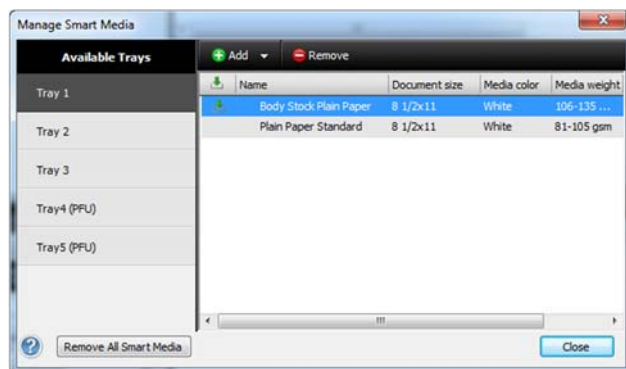 Manage Smart Media
Available Trays
Add
Remove
Tray 1
Tray 2
Tray 3
Tray4 (PFU)
Tray5 (PFU)
Name Document size Media color Media weight
Body Stock Plain Paper 8 1/2x11 White 106-135 ...
Plain Paper Standard 8 1/2x11 White 81-105 gsm
?
Remove All Smart Media
Close